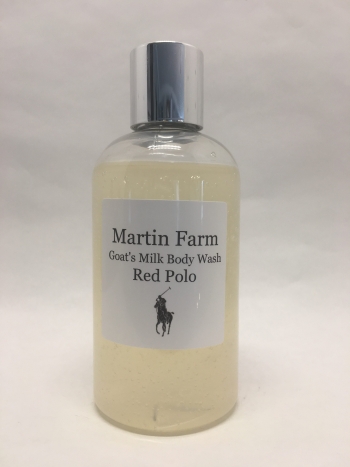 Martin Farm
Goat's Milk Body Wash
Red Polo